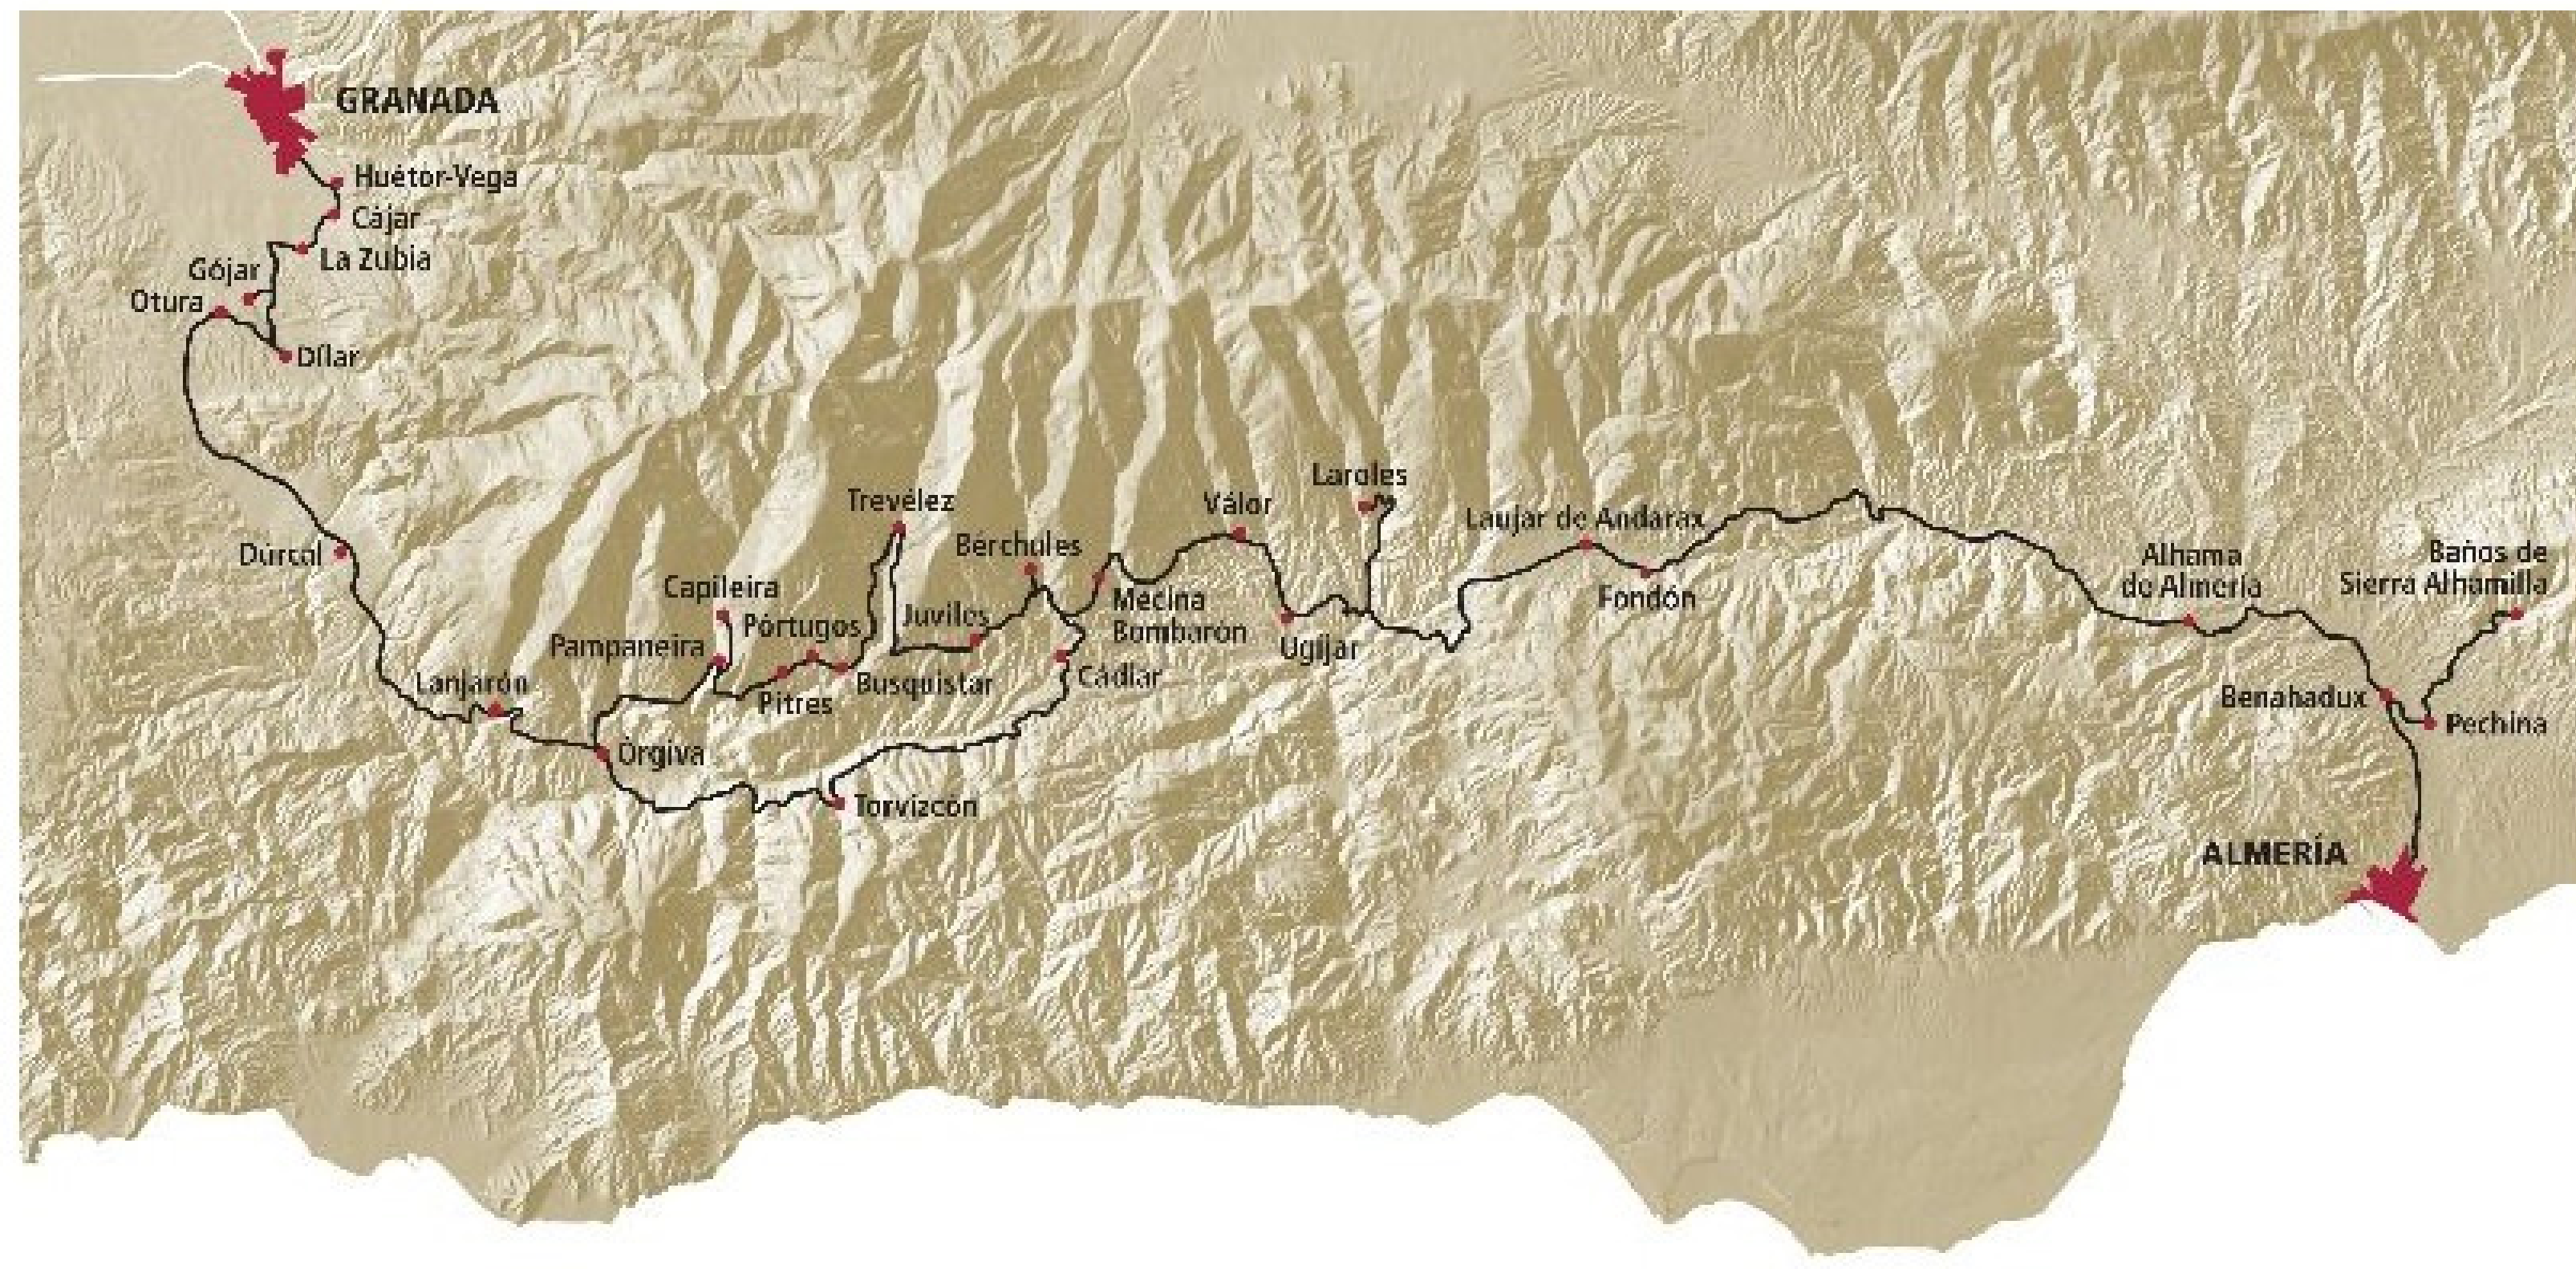 GRANADA
Huétor-Vega
Cájar
La Zubia
Gójar
Otura
Dílar
Dúrcal
Lanjarón
Órgiva
Capileira
Pampaneira
Pórtugos
Pitres
Busquistar
Trevélez
Juviles
Bérchules
Cádiar
Torvizcón
Mecina
Bombarón
Válor
Ugíjar
Laroles
Laujar de Andarax
Fondón
Alhama
de Almería
Baños de
Sierra Alhamilla
Benahadux
Pechina
ALMERÍA